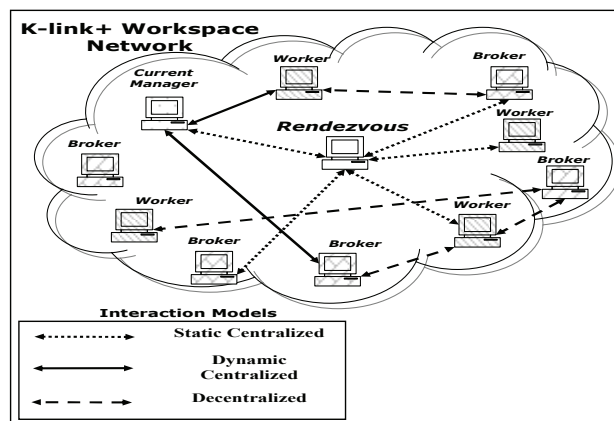 K-link+ Workspace
Network
Current
Manager
Worker
Broker
Rendezvous
Worker
Broker
Broker
Worker
Worker
Broker
Broker
Interaction Models
Static Centralized
Dynamic
Centralized
Decentralized